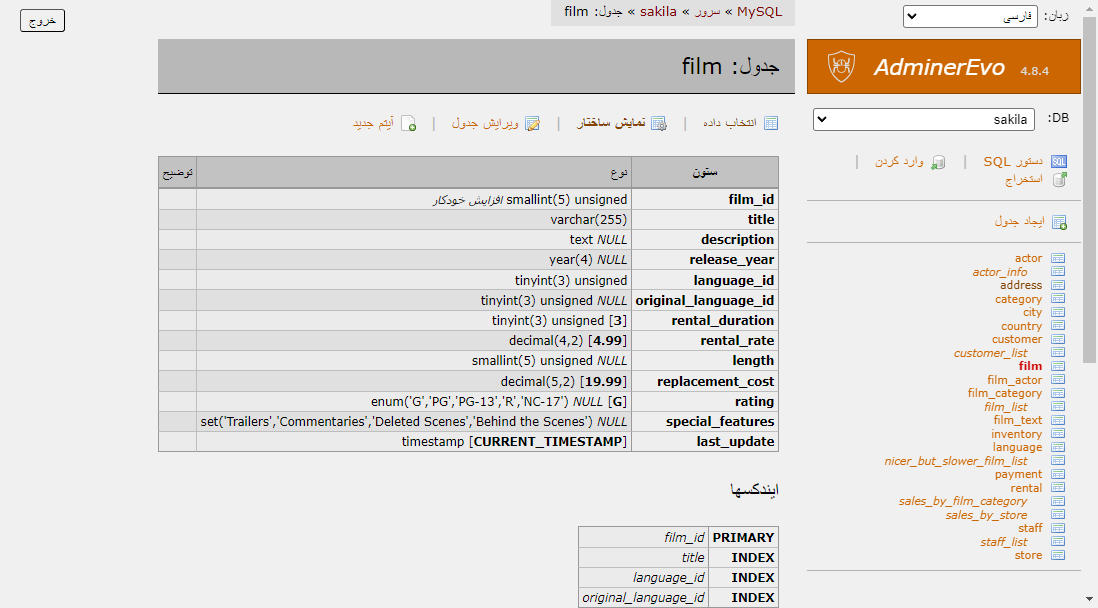 زبان: فارسی
MySQL » سرور » sakila » جدول: film
خروج
AdminerEvo 4.8.4
DB: sakila
دستور SQL | وارد کردن |
استخراج
ایجاد جدول
actor
actor_info
address
category
city
country
customer
customer_list
film
film_actor
film_category
film_list
film_text
inventory
language
nicer_but_slower_film_list
payment
rental
sales_by_film_category
sales_by_store
staff
staff_list
store
جدول: film
انتخاب داده | نمایش ساختار | ویرایش جدول | آیتم جدید
ستون نوع توضیح
film_id smallint(5) unsigned افزایش خودکار
title varchar(255)
description text NULL
release_year year(4) NULL
language_id tinyint(3) unsigned
original_language_id tinyint(3) unsigned NULL
rental_duration tinyint(3) unsigned [3]
rental_rate decimal(4,2) [4.99]
length smallint(5) unsigned NULL
replacement_cost decimal(5,2) [19.99]
rating enum('G','PG','PG-13','R','NC-17') NULL [G]
special_features set('Trailers','Commentaries','Deleted Scenes','Behind the Scenes') NULL
last_update timestamp [CURRENT_TIMESTAMP]
ایندکسها
PRIMARY film_id
INDEX title
INDEX language_id
INDEX original_language_id